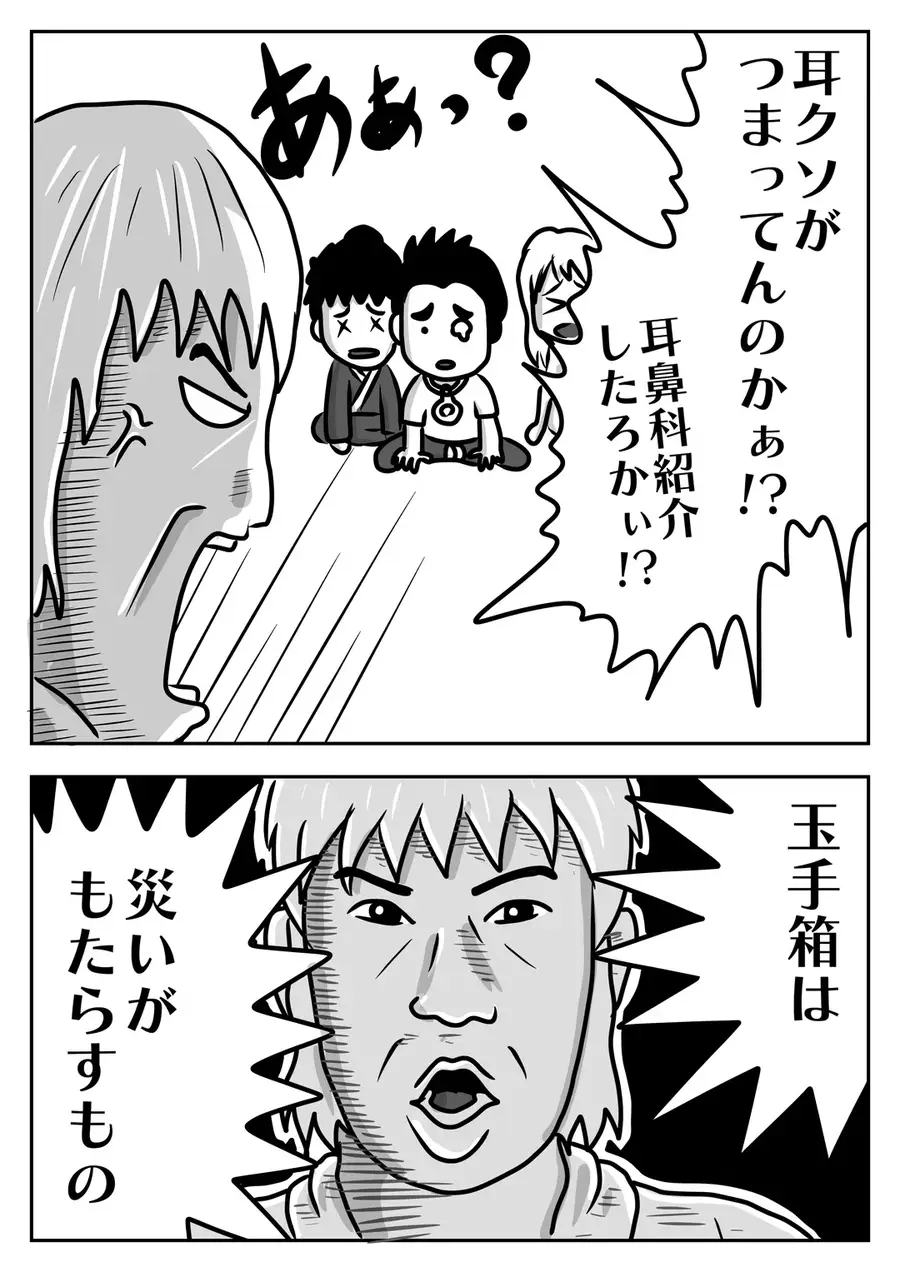 耳クソが
つまってんのかぁ!?
耳鼻科紹介
したろかぃ!?
あぁっ?
玉手箱は
災いが
もたらすもの